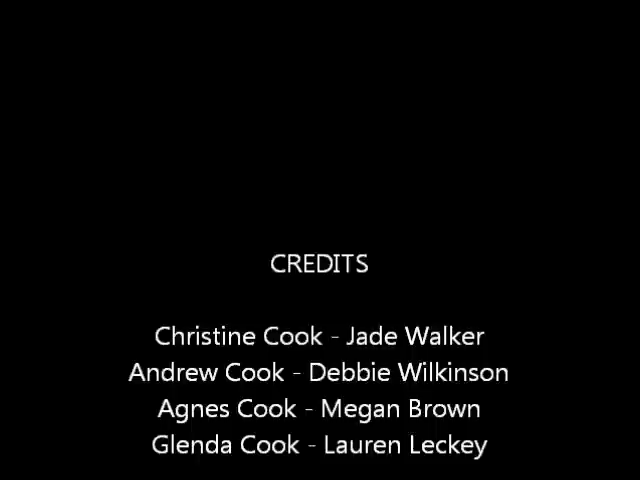 CREDITS
Christine Cook - Jade Walker
Andrew Cook - Debbie Wilkinson
Agnes Cook - Megan Brown
Glenda Cook - Lauren Leckey